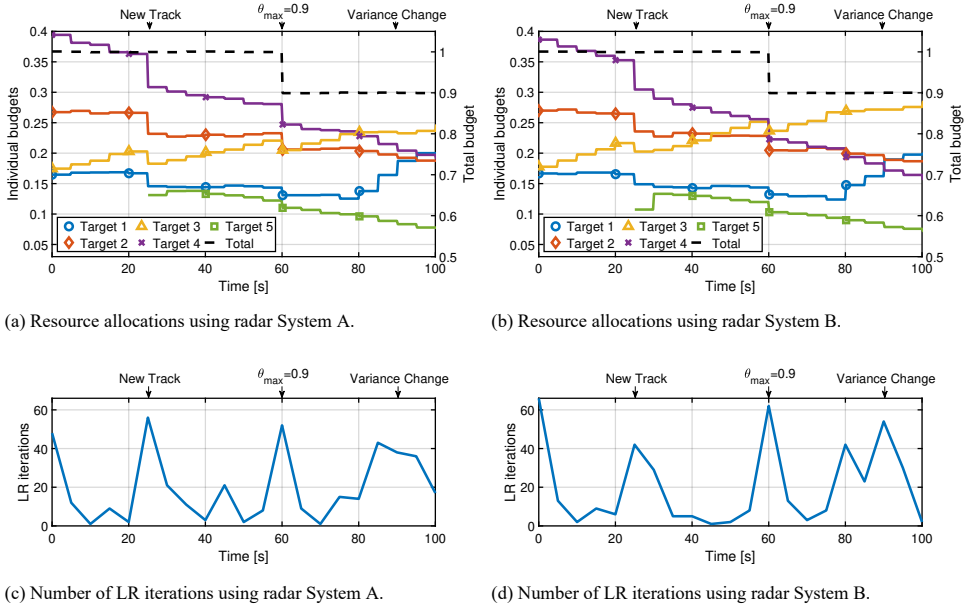 New Track
θmax=0.9
Variance Change
0.4
0.35
0.3
0.25
0.2
0.15
0.1
0.05
Individual budgets
1
0.9
0.8
0.7
0.6
0.5
Total budget
Target 1
Target 3
Target 5
Target 2
Target 4
Total
0 20 40 60 80 100
Time [s]
(a) Resource allocations using radar System A.
New Track
θmax=0.9
Variance Change
0.4
0.35
0.3
0.25
0.2
0.15
0.1
0.05
Individual budgets
1
0.9
0.8
0.7
0.6
0.5
Total budget
Target 1
Target 3
Target 5
Target 2
Target 4
Total
0 20 40 60 80 100
Time [s]
(b) Resource allocations using radar System B.
New Track
θmax=0.9
Variance Change
60
40
20
0
LR iterations
0 20 40 60 80 100
Time [s]
(c) Number of LR iterations using radar System A.
New Track
θmax=0.9
Variance Change
60
40
20
0
LR iterations
0 20 40 60 80 100
Time [s]
(d) Number of LR iterations using radar System B.